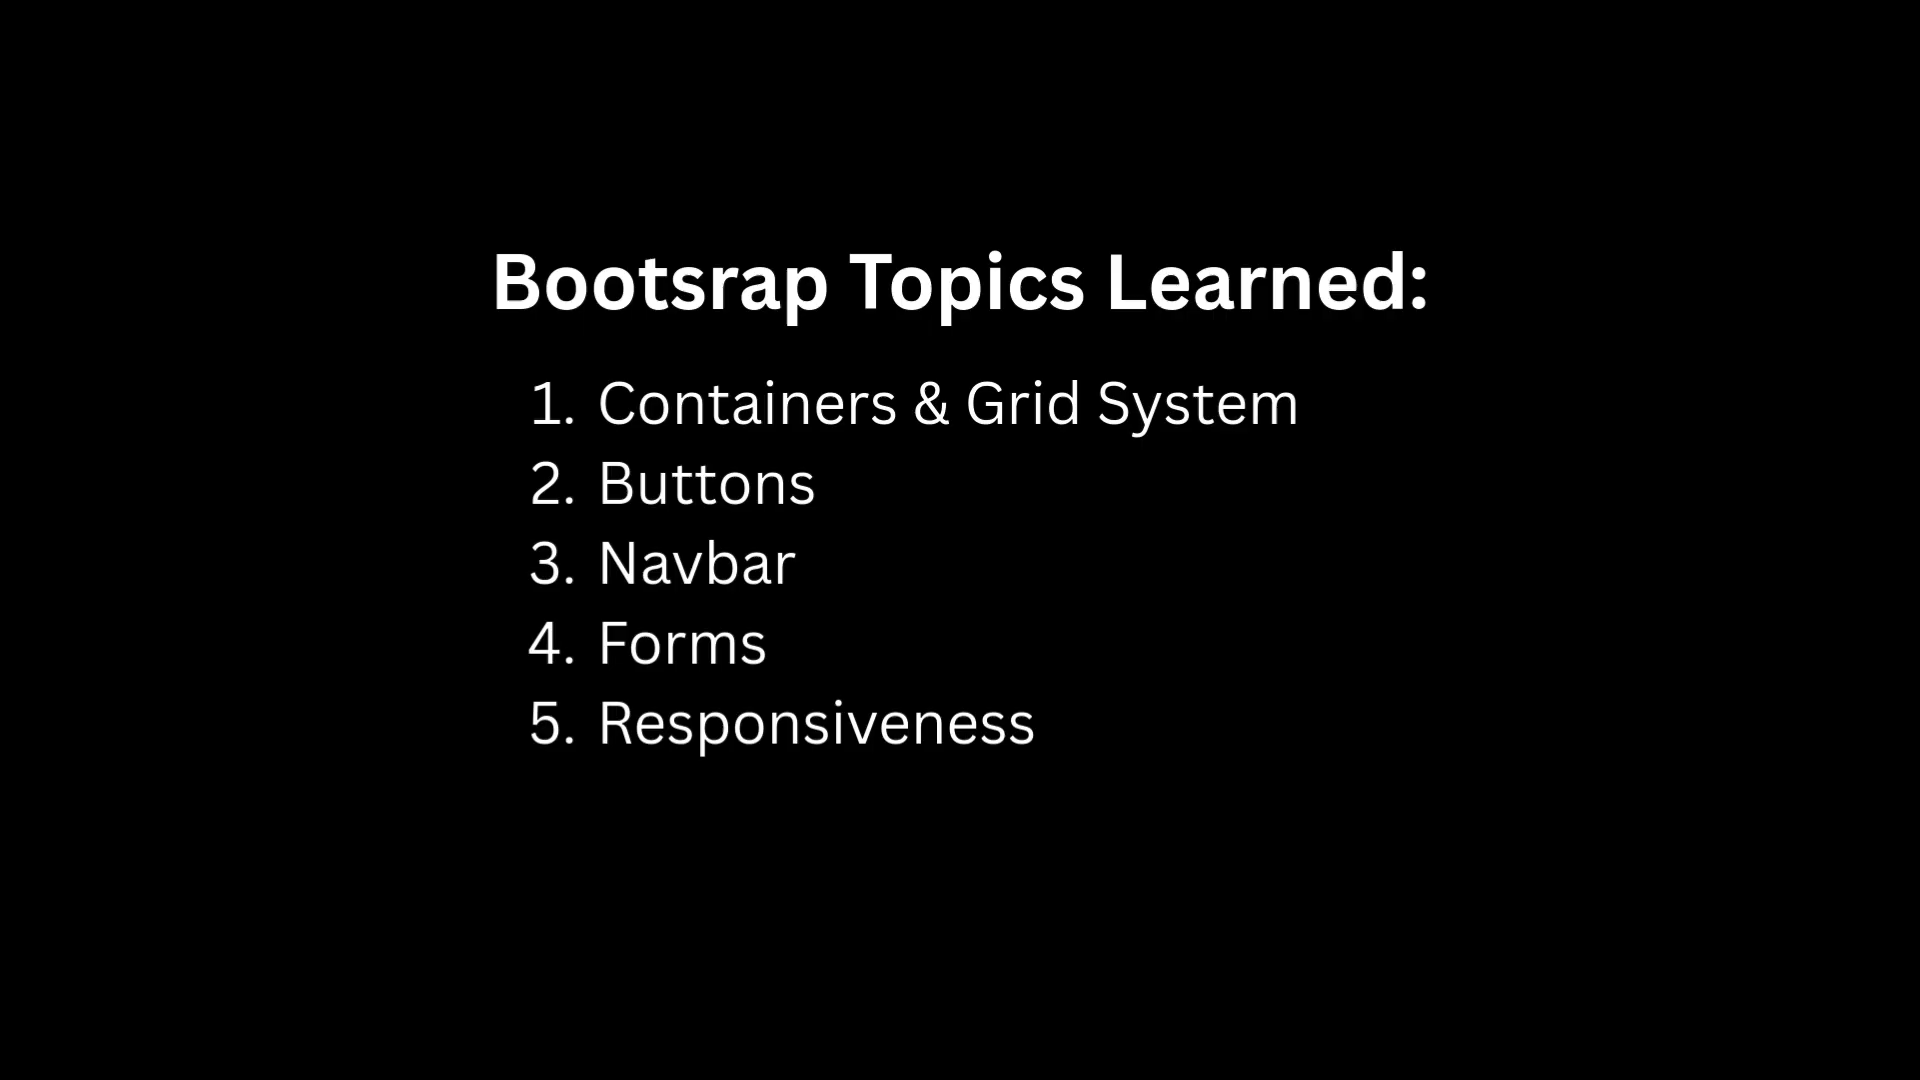 Bootsrap Topics Learned:
1. Containers & Grid System
2. Buttons
3. Navbar
4. Forms
5. Responsiveness